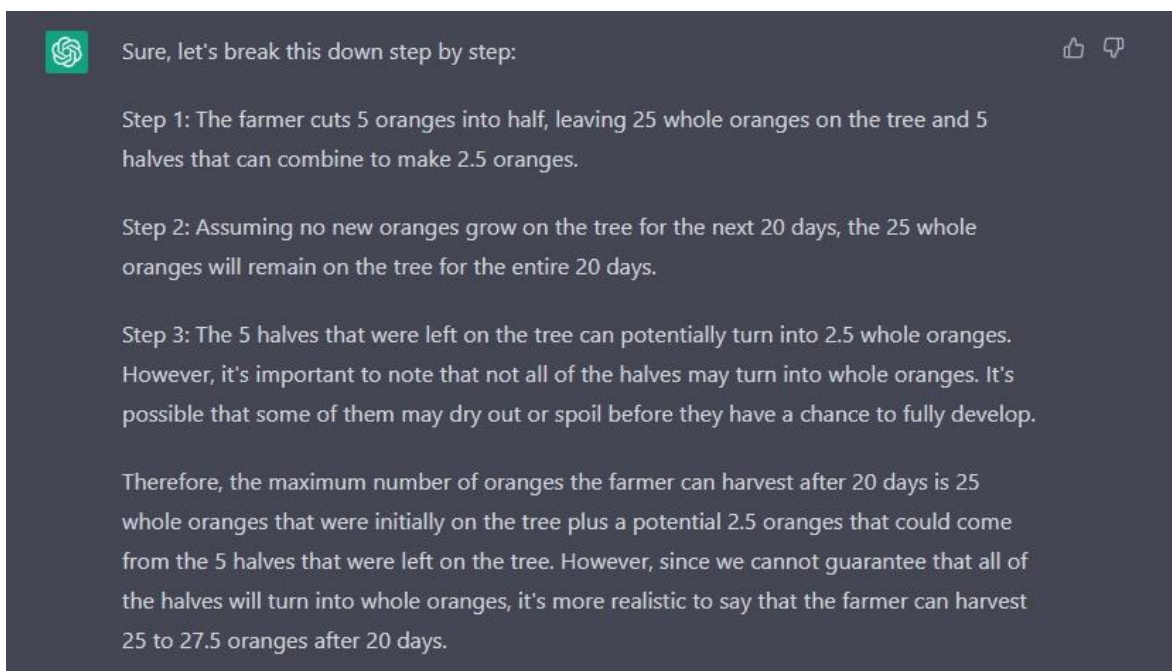 Sure, let's break this down step by step:
Step 1: The farmer cuts 5 oranges into half, leaving 25 whole oranges on the tree and 5
halves that can combine to make 2.5 oranges.
Step 2: Assuming no new oranges grow on the tree for the next 20 days, the 25 whole
oranges will remain on the tree for the entire 20 days.
Step 3: The 5 halves that were left on the tree can potentially turn into 2.5 whole oranges.
However, it's important to note that not all of the halves may turn into whole oranges. It's
possible that some of them may dry out or spoil before they have a chance to fully develop.
Therefore, the maximum number of oranges the farmer can harvest after 20 days is 25
whole oranges that were initially on the tree plus a potential 2.5 oranges that could come
from the 5 halves that were left on the tree. However, since we cannot guarantee that all of
the halves will turn into whole oranges, it's more realistic to say that the farmer can harvest
25 to 27.5 oranges after 20 days.